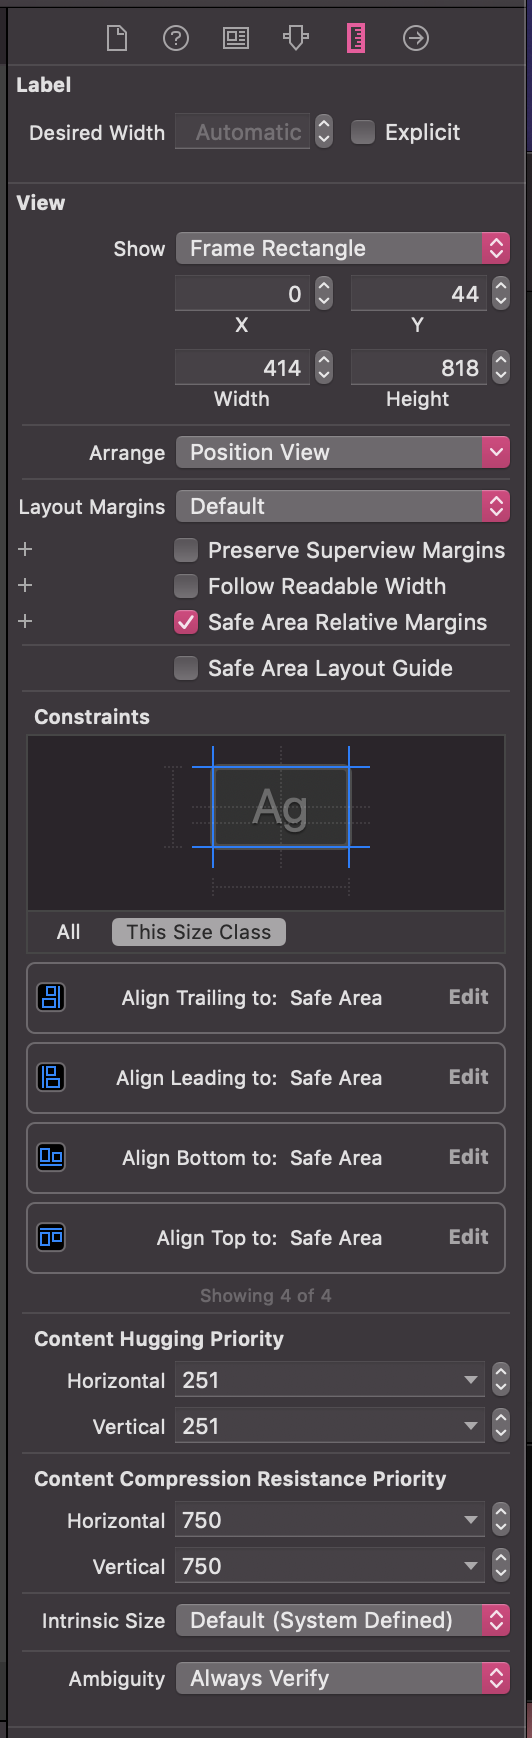 Label
Desired Width Automatic Explicit
View
Show Frame Rectangle
0 44
X Y
414 818
Width Height
Arrange Position View
Layout Margins Default
+ Preserve Superview Margins
+ Follow Readable Width
+ Safe Area Relative Margins
Safe Area Layout Guide
Constraints
Ag
All This Size Class
Align Trailing to: Safe Area Edit
Align Leading to: Safe Area Edit
Align Bottom to: Safe Area Edit
Align Top to: Safe Area Edit
Showing 4 of 4
Content Hugging Priority
Horizontal 251
Vertical 251
Content Compression Resistance Priority
Horizontal 750
Vertical 750
Intrinsic Size Default (System Defined)
Ambiguity Always Verify